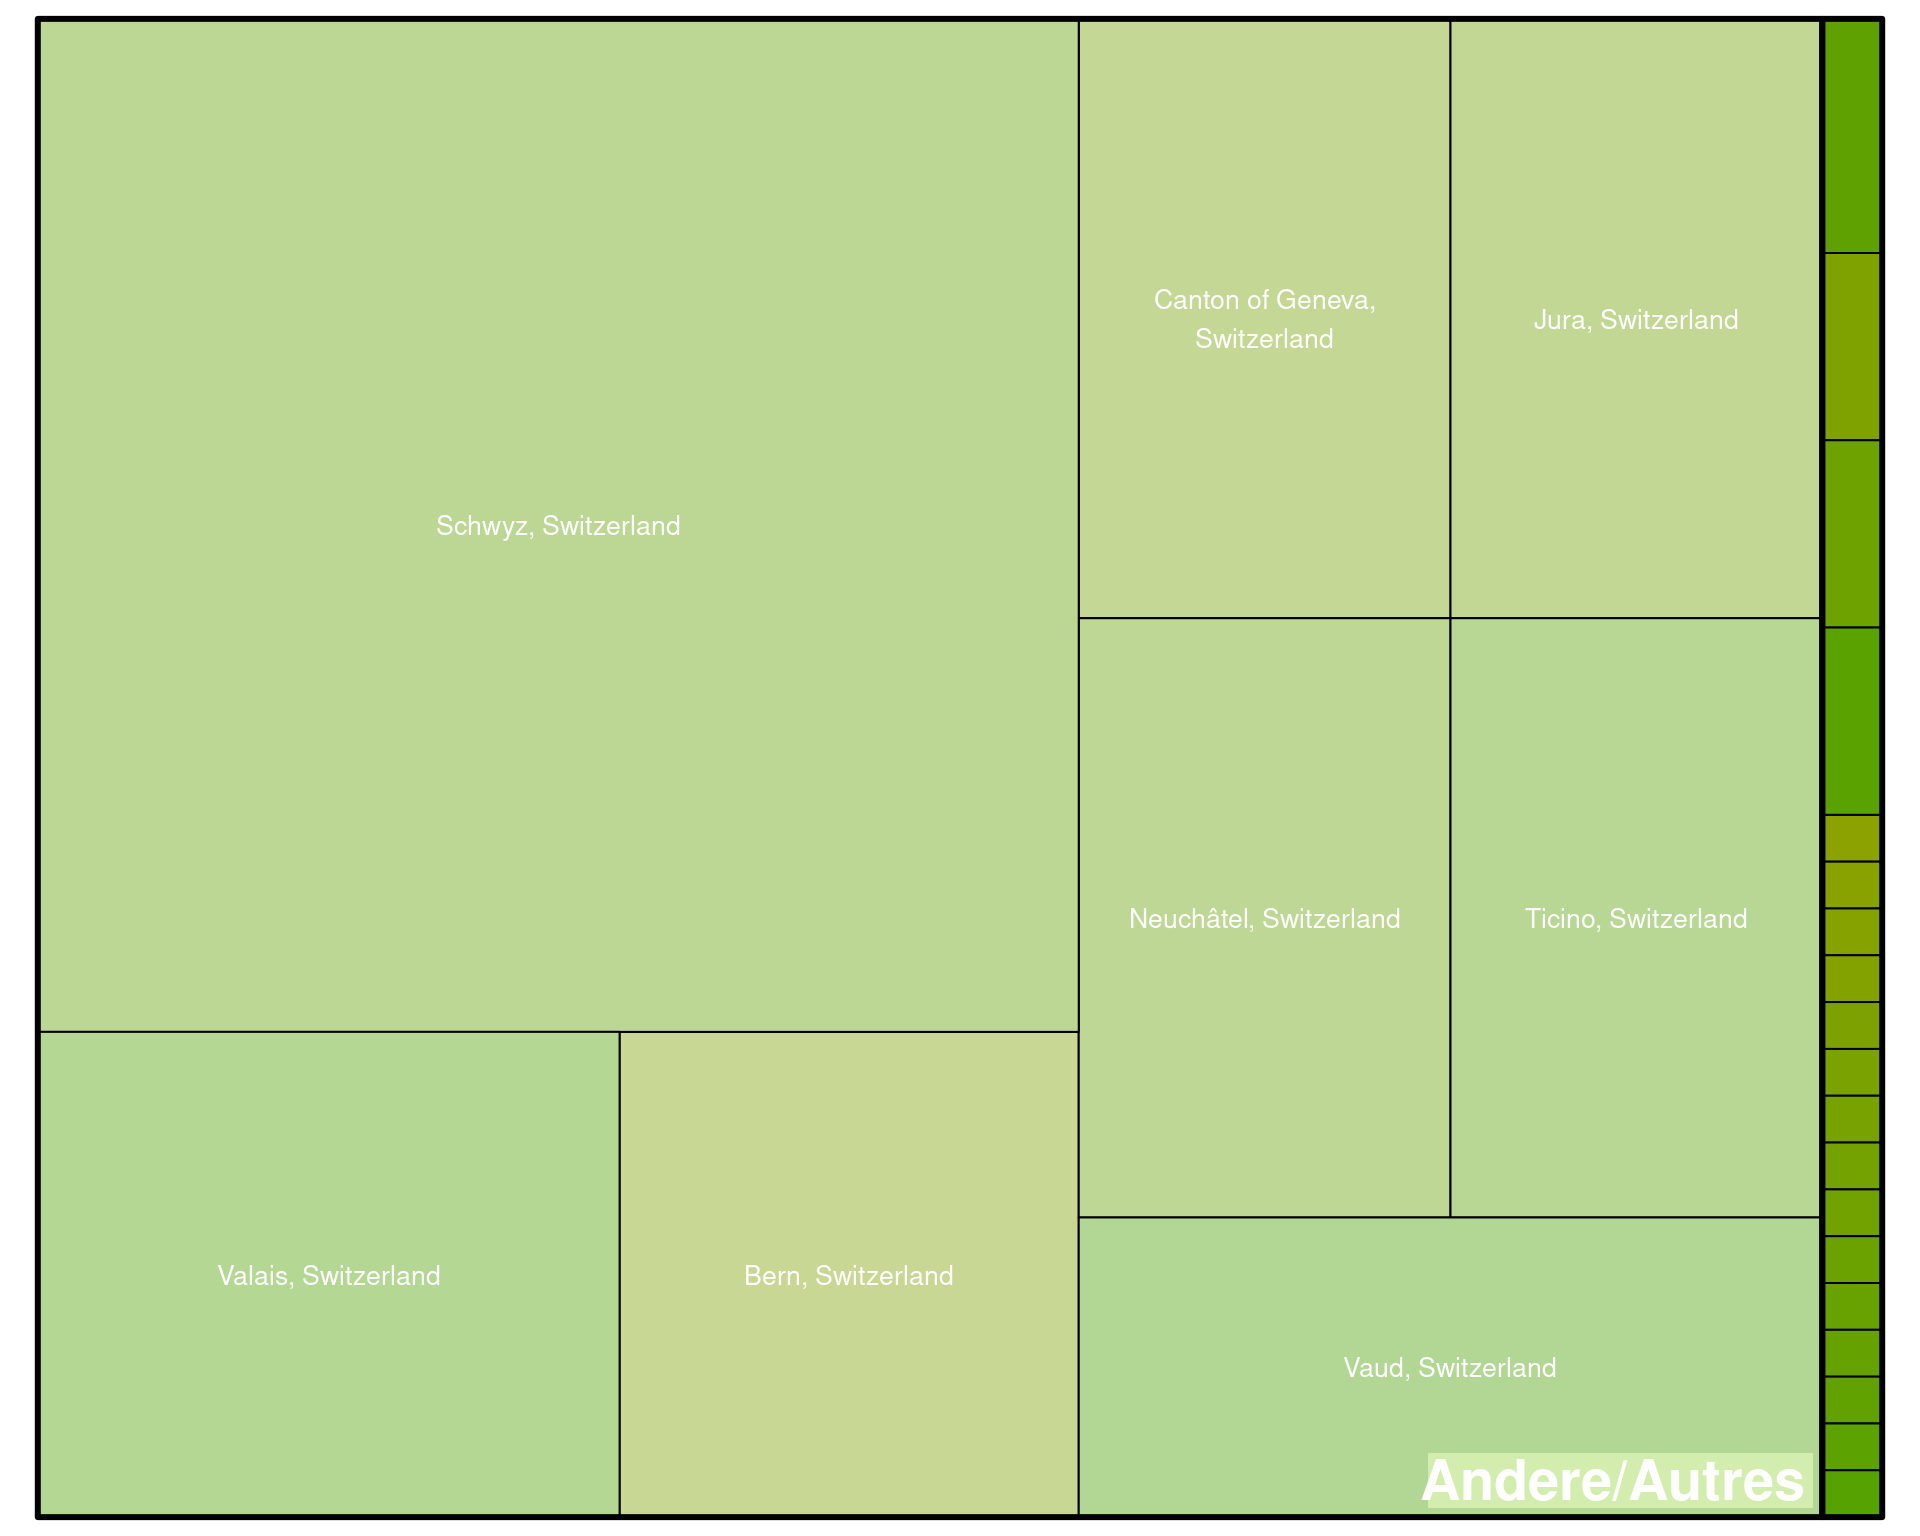 Canton of Geneva,
Switzerland
Jura, Switzerland
Schwyz, Switzerland
Neuchâtel, Switzerland
Ticino, Switzerland
Valais, Switzerland
Bern, Switzerland
Vaud, Switzerland
Andere/Autres